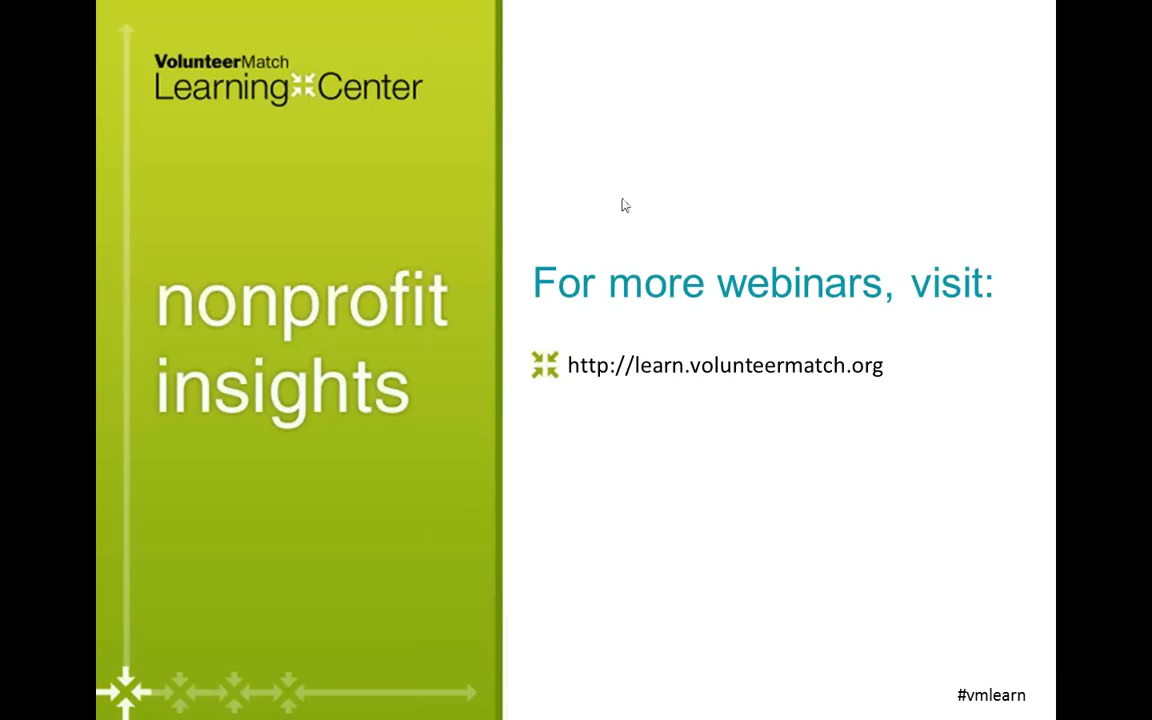 VolunteerMatch
Learning Center
nonprofit
insights
For more webinars, visit:
http://learn.volunteermatch.org
#vmlearn